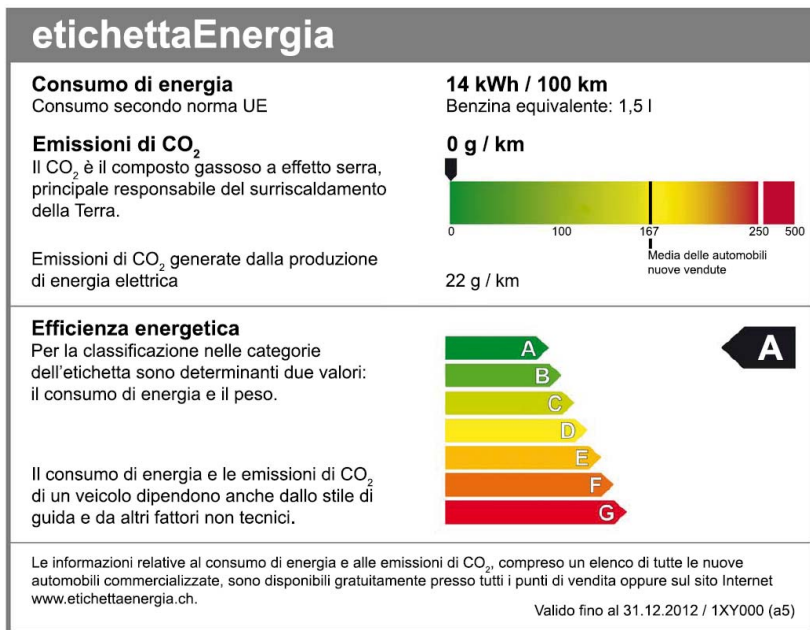 etichettaEnergia
Consumo di energia
Consumo secondo norma UE
14 kWh / 100 km
Benzina equivalente: 1,5 l
Emissioni di CO₂
Il CO₂ è il composto gassoso a effetto serra,
principale responsabile del surriscaldamento
della Terra.
0 g / km
0 100 167 250 500
Media delle automobili
nuove vendute
Emissioni di CO₂ generate dalla produzione
di energia elettrica
22 g / km
Efficienza energetica
Per la classificazione nelle categorie
dell'etichetta sono determinanti due valori:
il consumo di energia e il peso.
Il consumo di energia e le emissioni di CO₂
di un veicolo dipendono anche dallo stile di
guida e da altri fattori non tecnici.
A
B
C
D
E
F
G
A
Le informazioni relative al consumo di energia e alle emissioni di CO₂, compreso un elenco di tutte le nuove
automobili commercializzate, sono disponibili gratuitamente presso tutti i punti di vendita oppure sul sito Internet
www.etichettaenergia.ch.
Valido fino al 31.12.2012 / 1XY000 (a5)